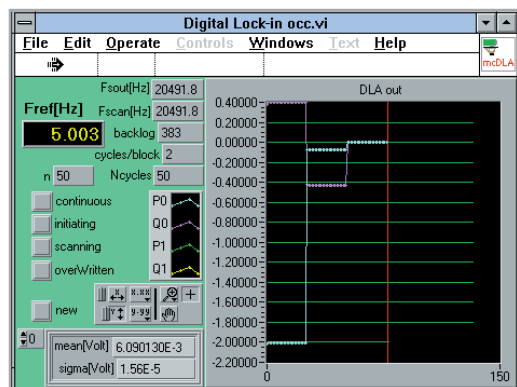 Digital Lock-in occ.vi
File Edit Operate Controls Windows Text Help
mcDLA
Fsout[Hz] 20491.8
DLA out
Fref[Hz] Fscan[Hz] 20491.8
5.003 backlog 383
cycles/block 2
n 50 Ncycles 50
continuous P0
initiating Q0
scanning P1
overWritten Q1
new
X X.XX
Y Y.YY
0
mean[Volt] 6.090130E-3
sigma[Volt] 1.56E-5
0.40000
0.20000
0.00000
-0.20000
-0.40000
-0.60000
-0.80000
-1.00000
-1.20000
-1.40000
-1.60000
-1.80000
-2.00000
-2.20000
0 150